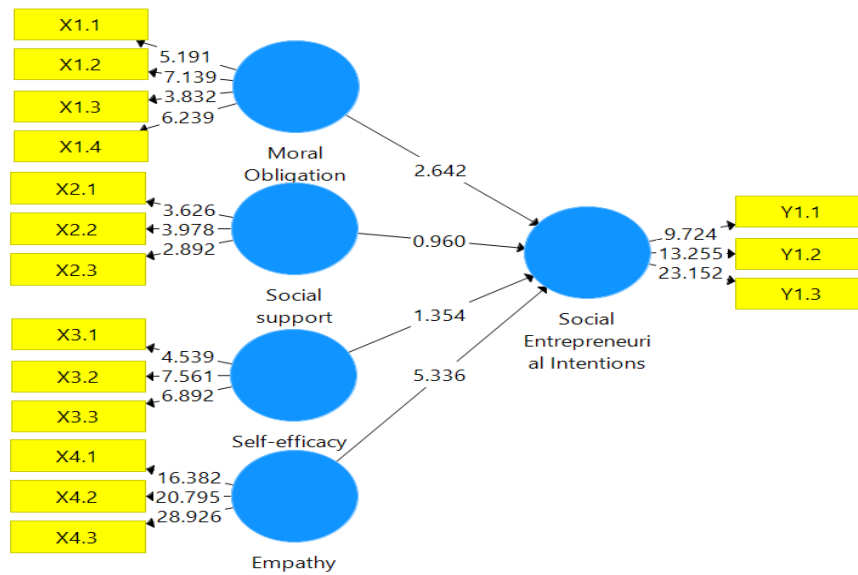 X1.1
5.191
X1.2
7.139
X1.3
3.832
6.239
X1.4
Moral
Obligation
2.642
X2.1
3.626
X2.2
3.978
2.892
X2.3
Social
support
0.960
X3.1
4.539
X3.2
7.561
6.892
X3.3
Self-efficacy
1.354
X4.1
16.382
X4.2
20.795
28.926
X4.3
Empathy
5.336
Social
Entrepreneuri
al Intentions
Y1.1
9.724
Y1.2
13.255
23.152
Y1.3